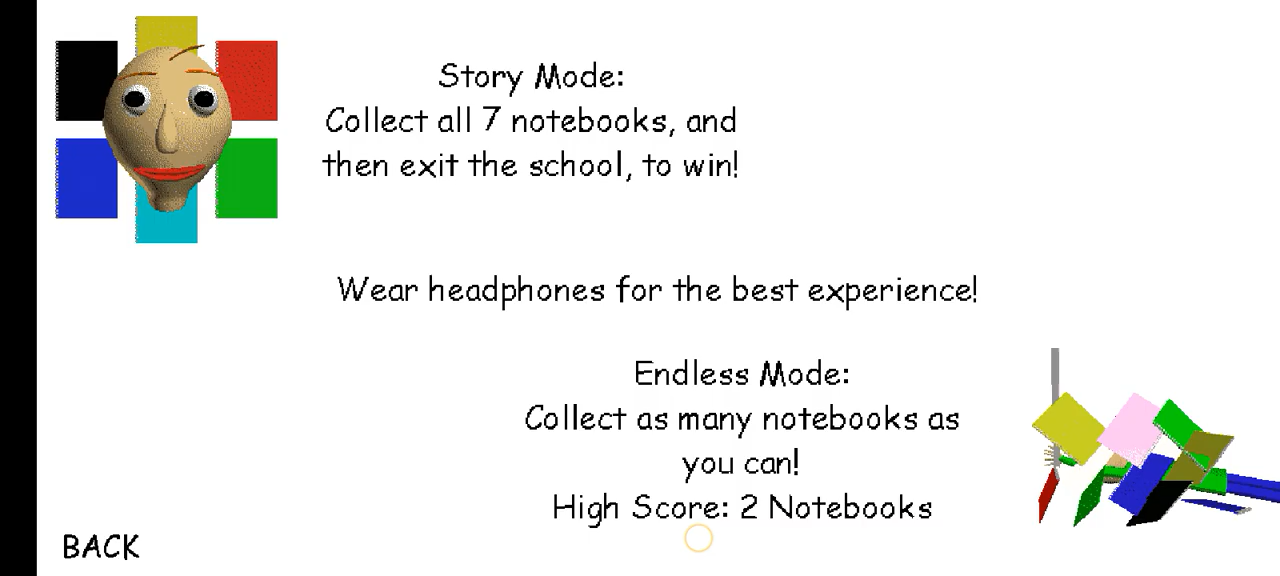 Story Mode:
Collect all 7 notebooks, and
then exit the school, to win!
Wear headphones for the best experience!
Endless Mode:
Collect as many notebooks as
you can!
High Score: 2 Notebooks
BACK